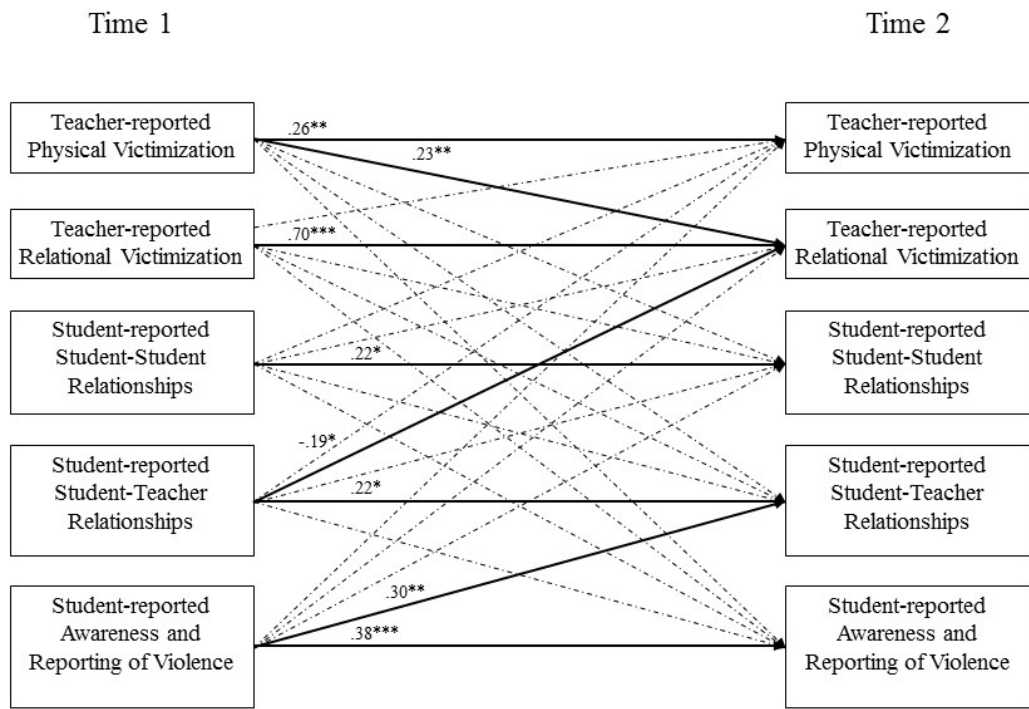 Time 1
Time 2
Teacher-reported
Physical Victimization
.26**
.23**
Teacher-reported
Physical Victimization
Teacher-reported
Relational Victimization
.70***
Teacher-reported
Relational Victimization
Student-reported
Student-Student
Relationships
.22*
Student-reported
Student-Student
Relationships
Student-reported
Student-Teacher
Relationships
-.19*
.22*
Student-reported
Student-Teacher
Relationships
Student-reported
Awareness and
Reporting of Violence
.30**
.38***
Student-reported
Awareness and
Reporting of Violence